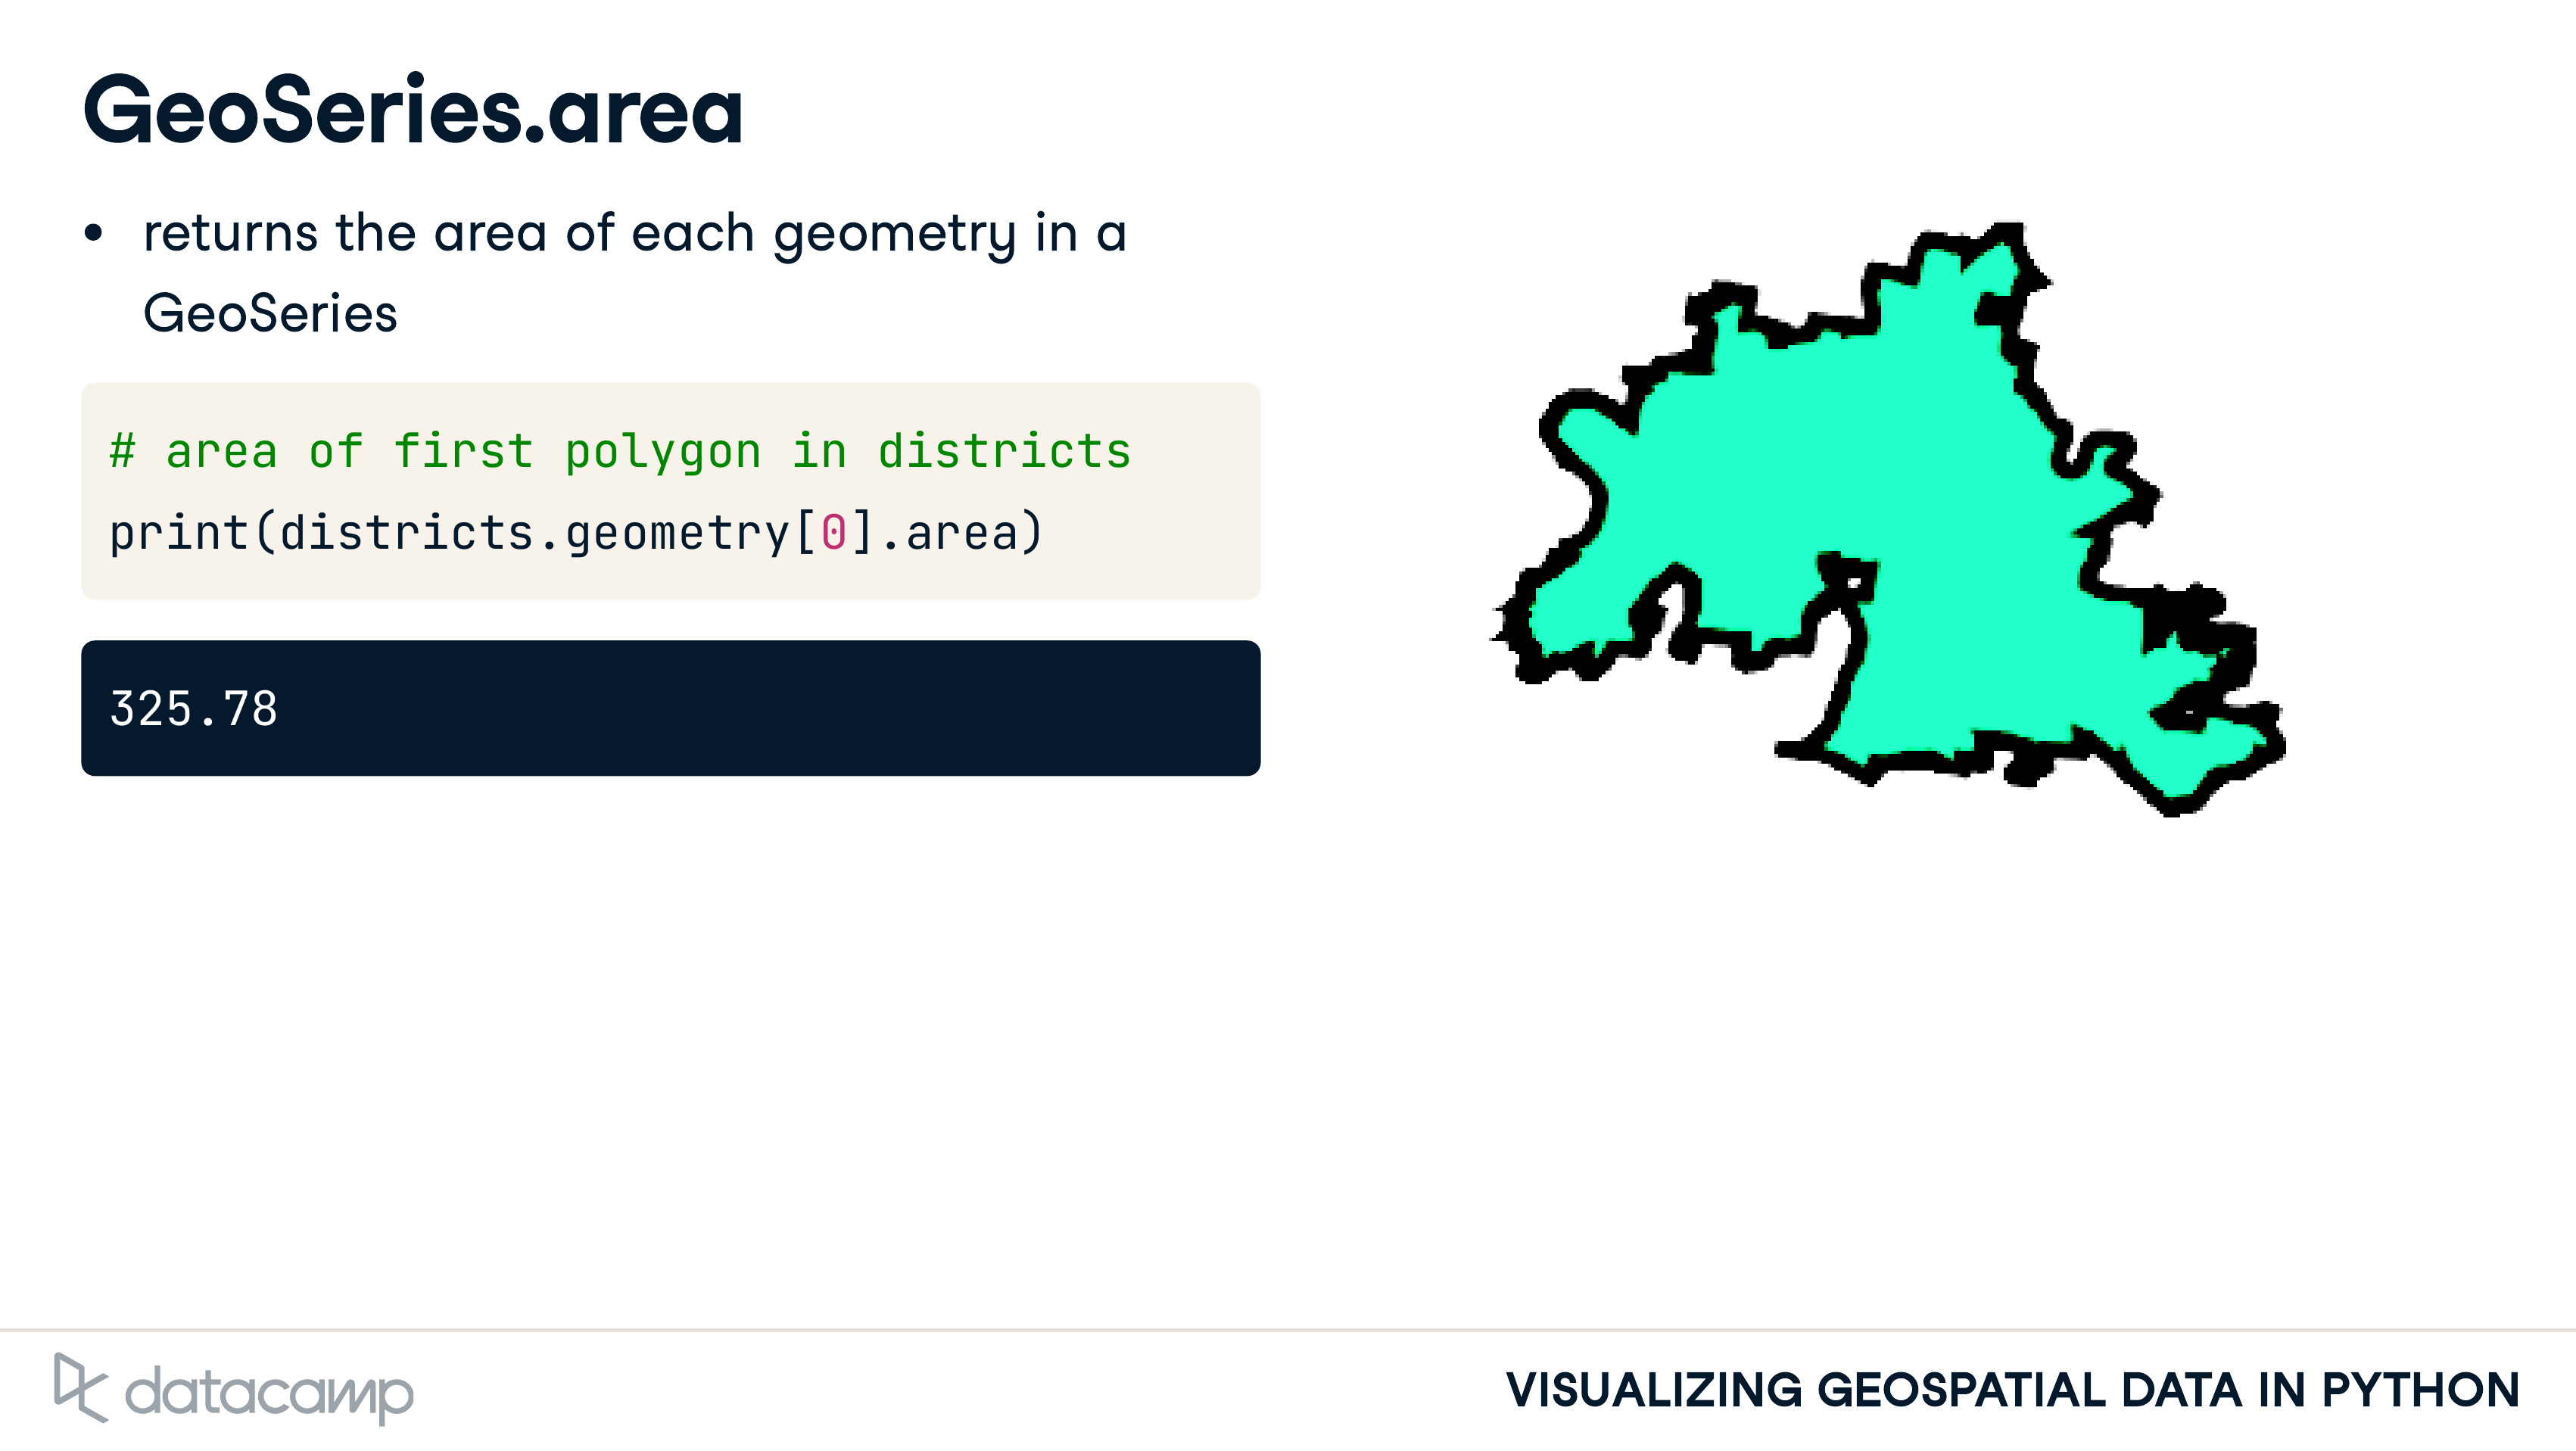 GeoSeries.area
• returns the area of each geometry in a
GeoSeries
# area of first polygon in districts
print(districts.geometry[0].area)
325.78
datacamp
VISUALIZING GEOSPATIAL DATA IN PYTHON